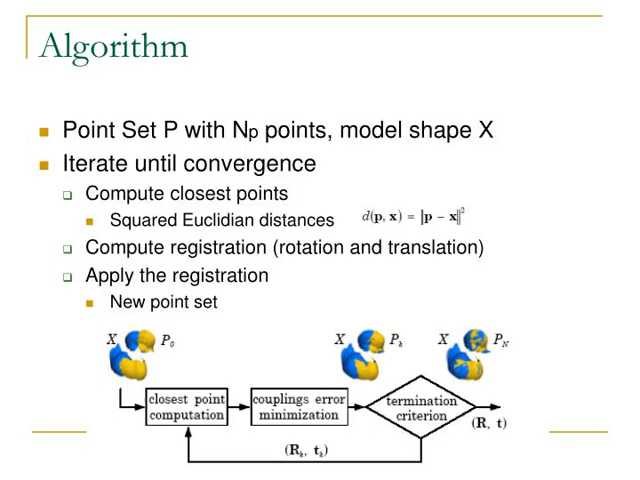 Algorithm
Point Set P with Np points, model shape X
Iterate until convergence
Compute closest points
Squared Euclidian distances d(p, x) = ‖p − x‖²
Compute registration (rotation and translation)
Apply the registration
New point set
X P₀ X Pₖ X P_N
closest point
computation
couplings error
minimization
termination
criterion
(R, t)
(Rₖ, tₖ)